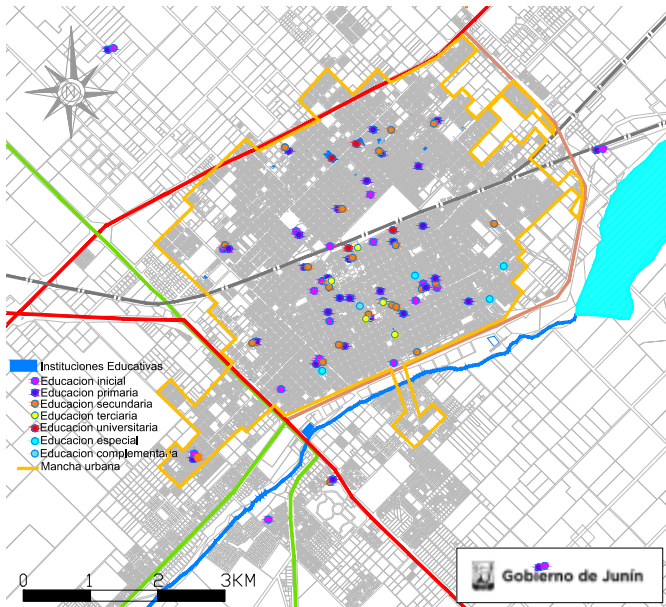 N
Instituciones Educativas
Educacion inicial
Educacion primaria
Educacion secundaria
Educacion terciaria
Educacion universitaria
Educacion especial
Educacion complementaria
Mancha urbana
0 1 2 3KM
Gobierno de Junín